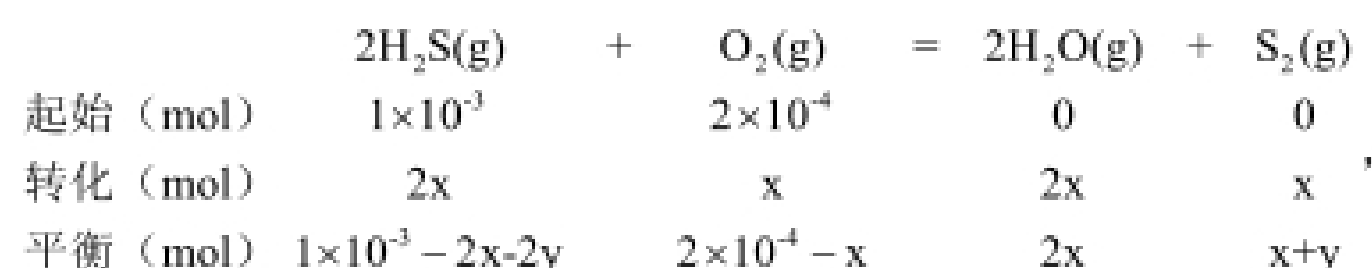 2H₂S(g) + O₂(g) = 2H₂O(g) + S₂(g)
起始（mol） 1×10⁻³ 2×10⁻⁴ 0 0
转化（mol） 2x x 2x x ,
平衡（mol） 1×10⁻³ – 2x-2y 2×10⁻⁴ – x 2x x+y